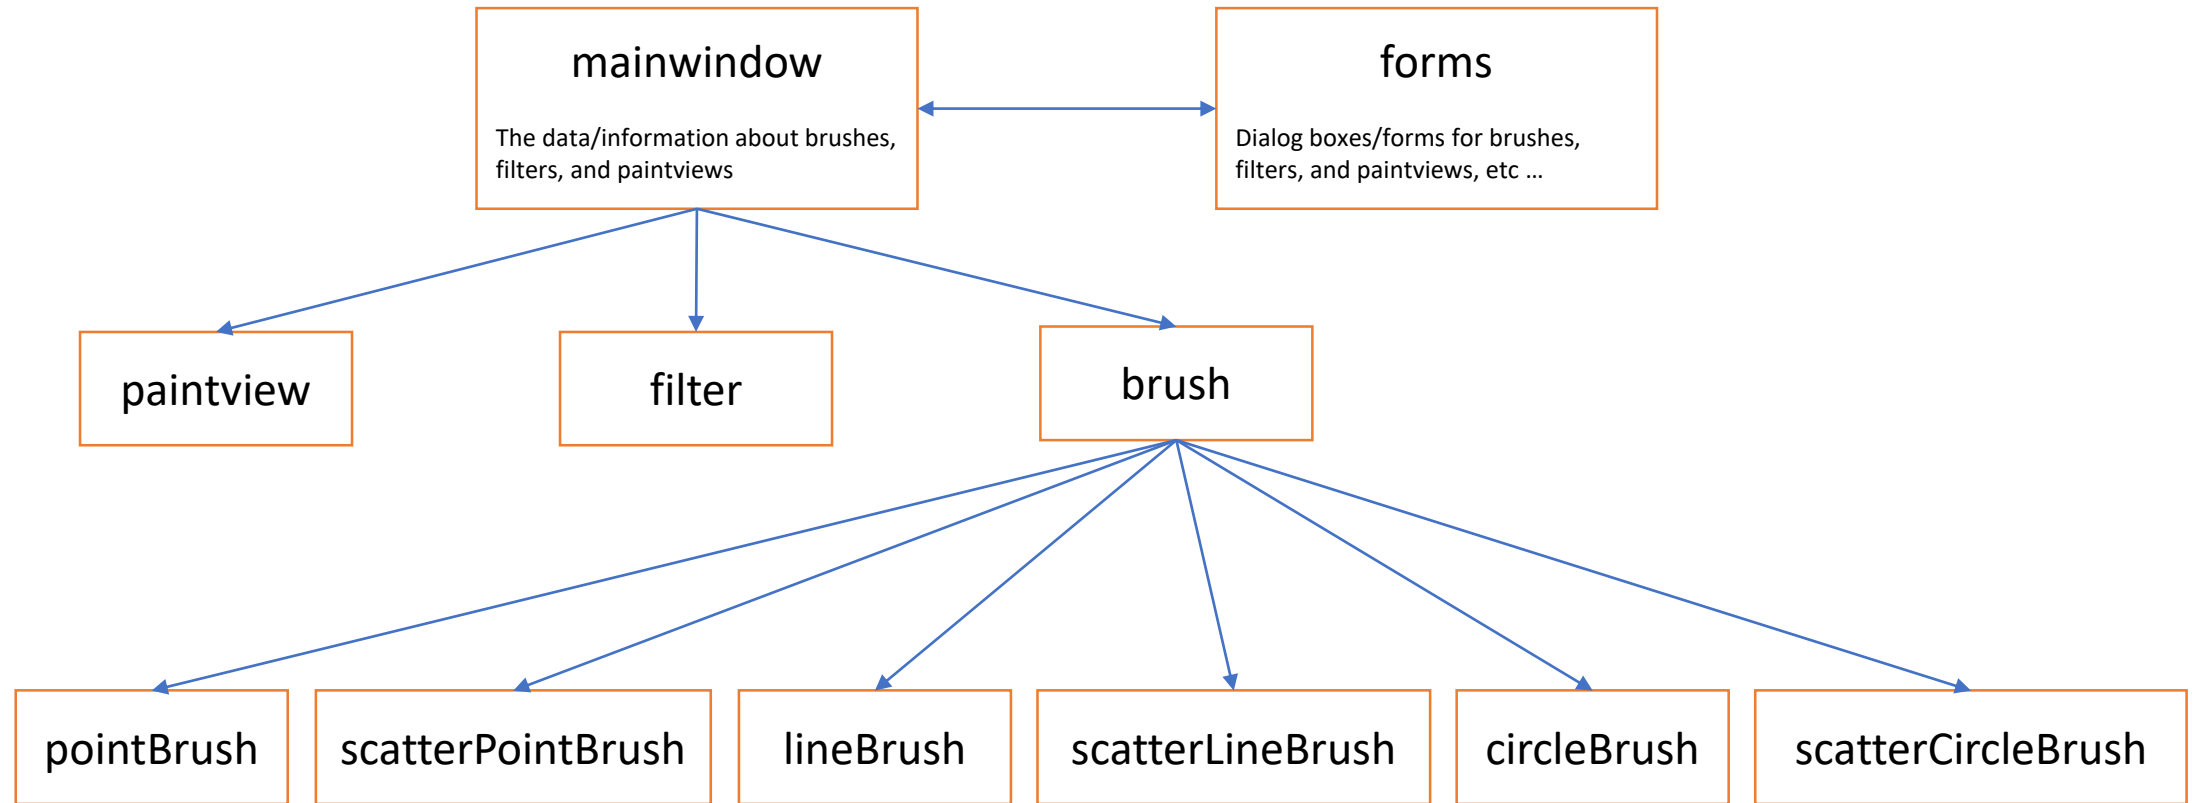 mainwindow
The data/information about brushes,
filters, and paintviews
forms
Dialog boxes/forms for brushes,
filters, and paintviews, etc ...
paintview
filter
brush
pointBrush
scatterPointBrush
lineBrush
scatterLineBrush
circleBrush
scatterCircleBrush